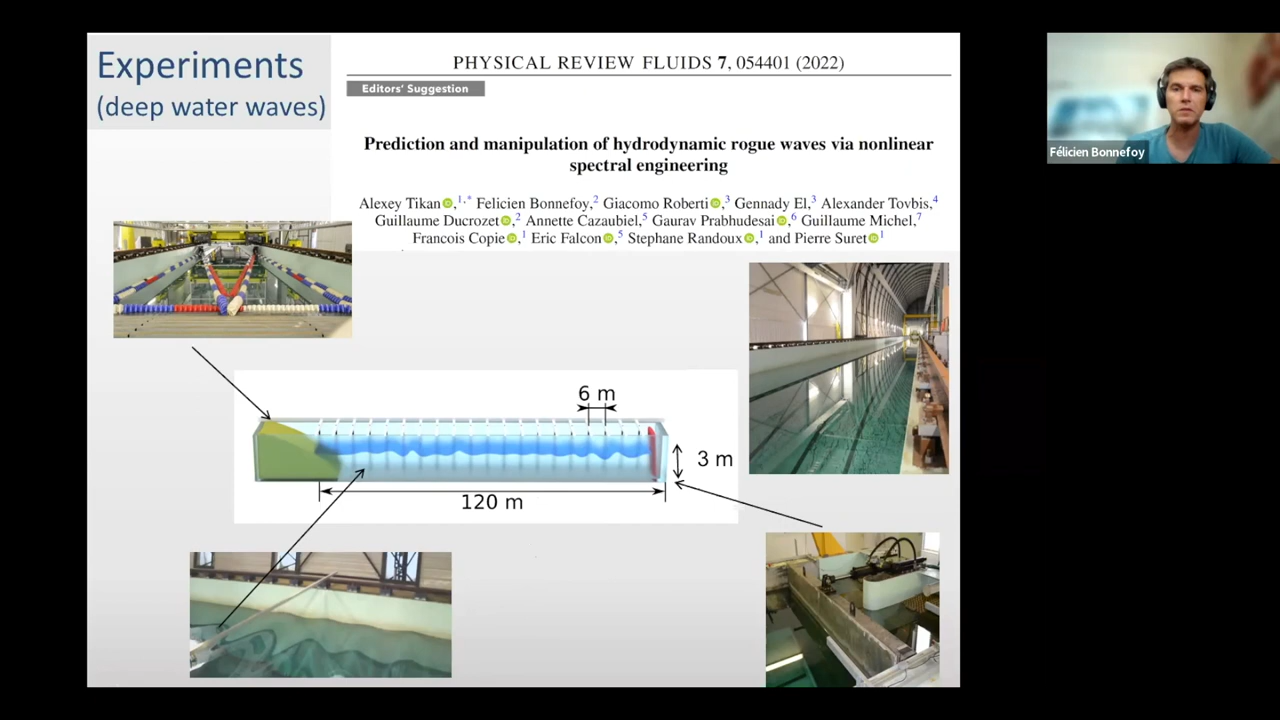 Experiments
(deep water waves)
PHYSICAL REVIEW FLUIDS 7, 054401 (2022)
Editors' Suggestion
Prediction and manipulation of hydrodynamic rogue waves via nonlinear
spectral engineering
Alexey Tikan,1,* Felicien Bonnefoy,2 Giacomo Roberti,3 Gennady El,3 Alexander Tovbis,4
Guillaume Ducrozet,2 Annette Cazaubiel,5 Gaurav Prabhudesai,6 Guillaume Michel,7
Francois Copie,1 Eric Falcon,5 Stephane Randoux,1 and Pierre Suret1
6 m
3 m
120 m
Félicien Bonnefoy